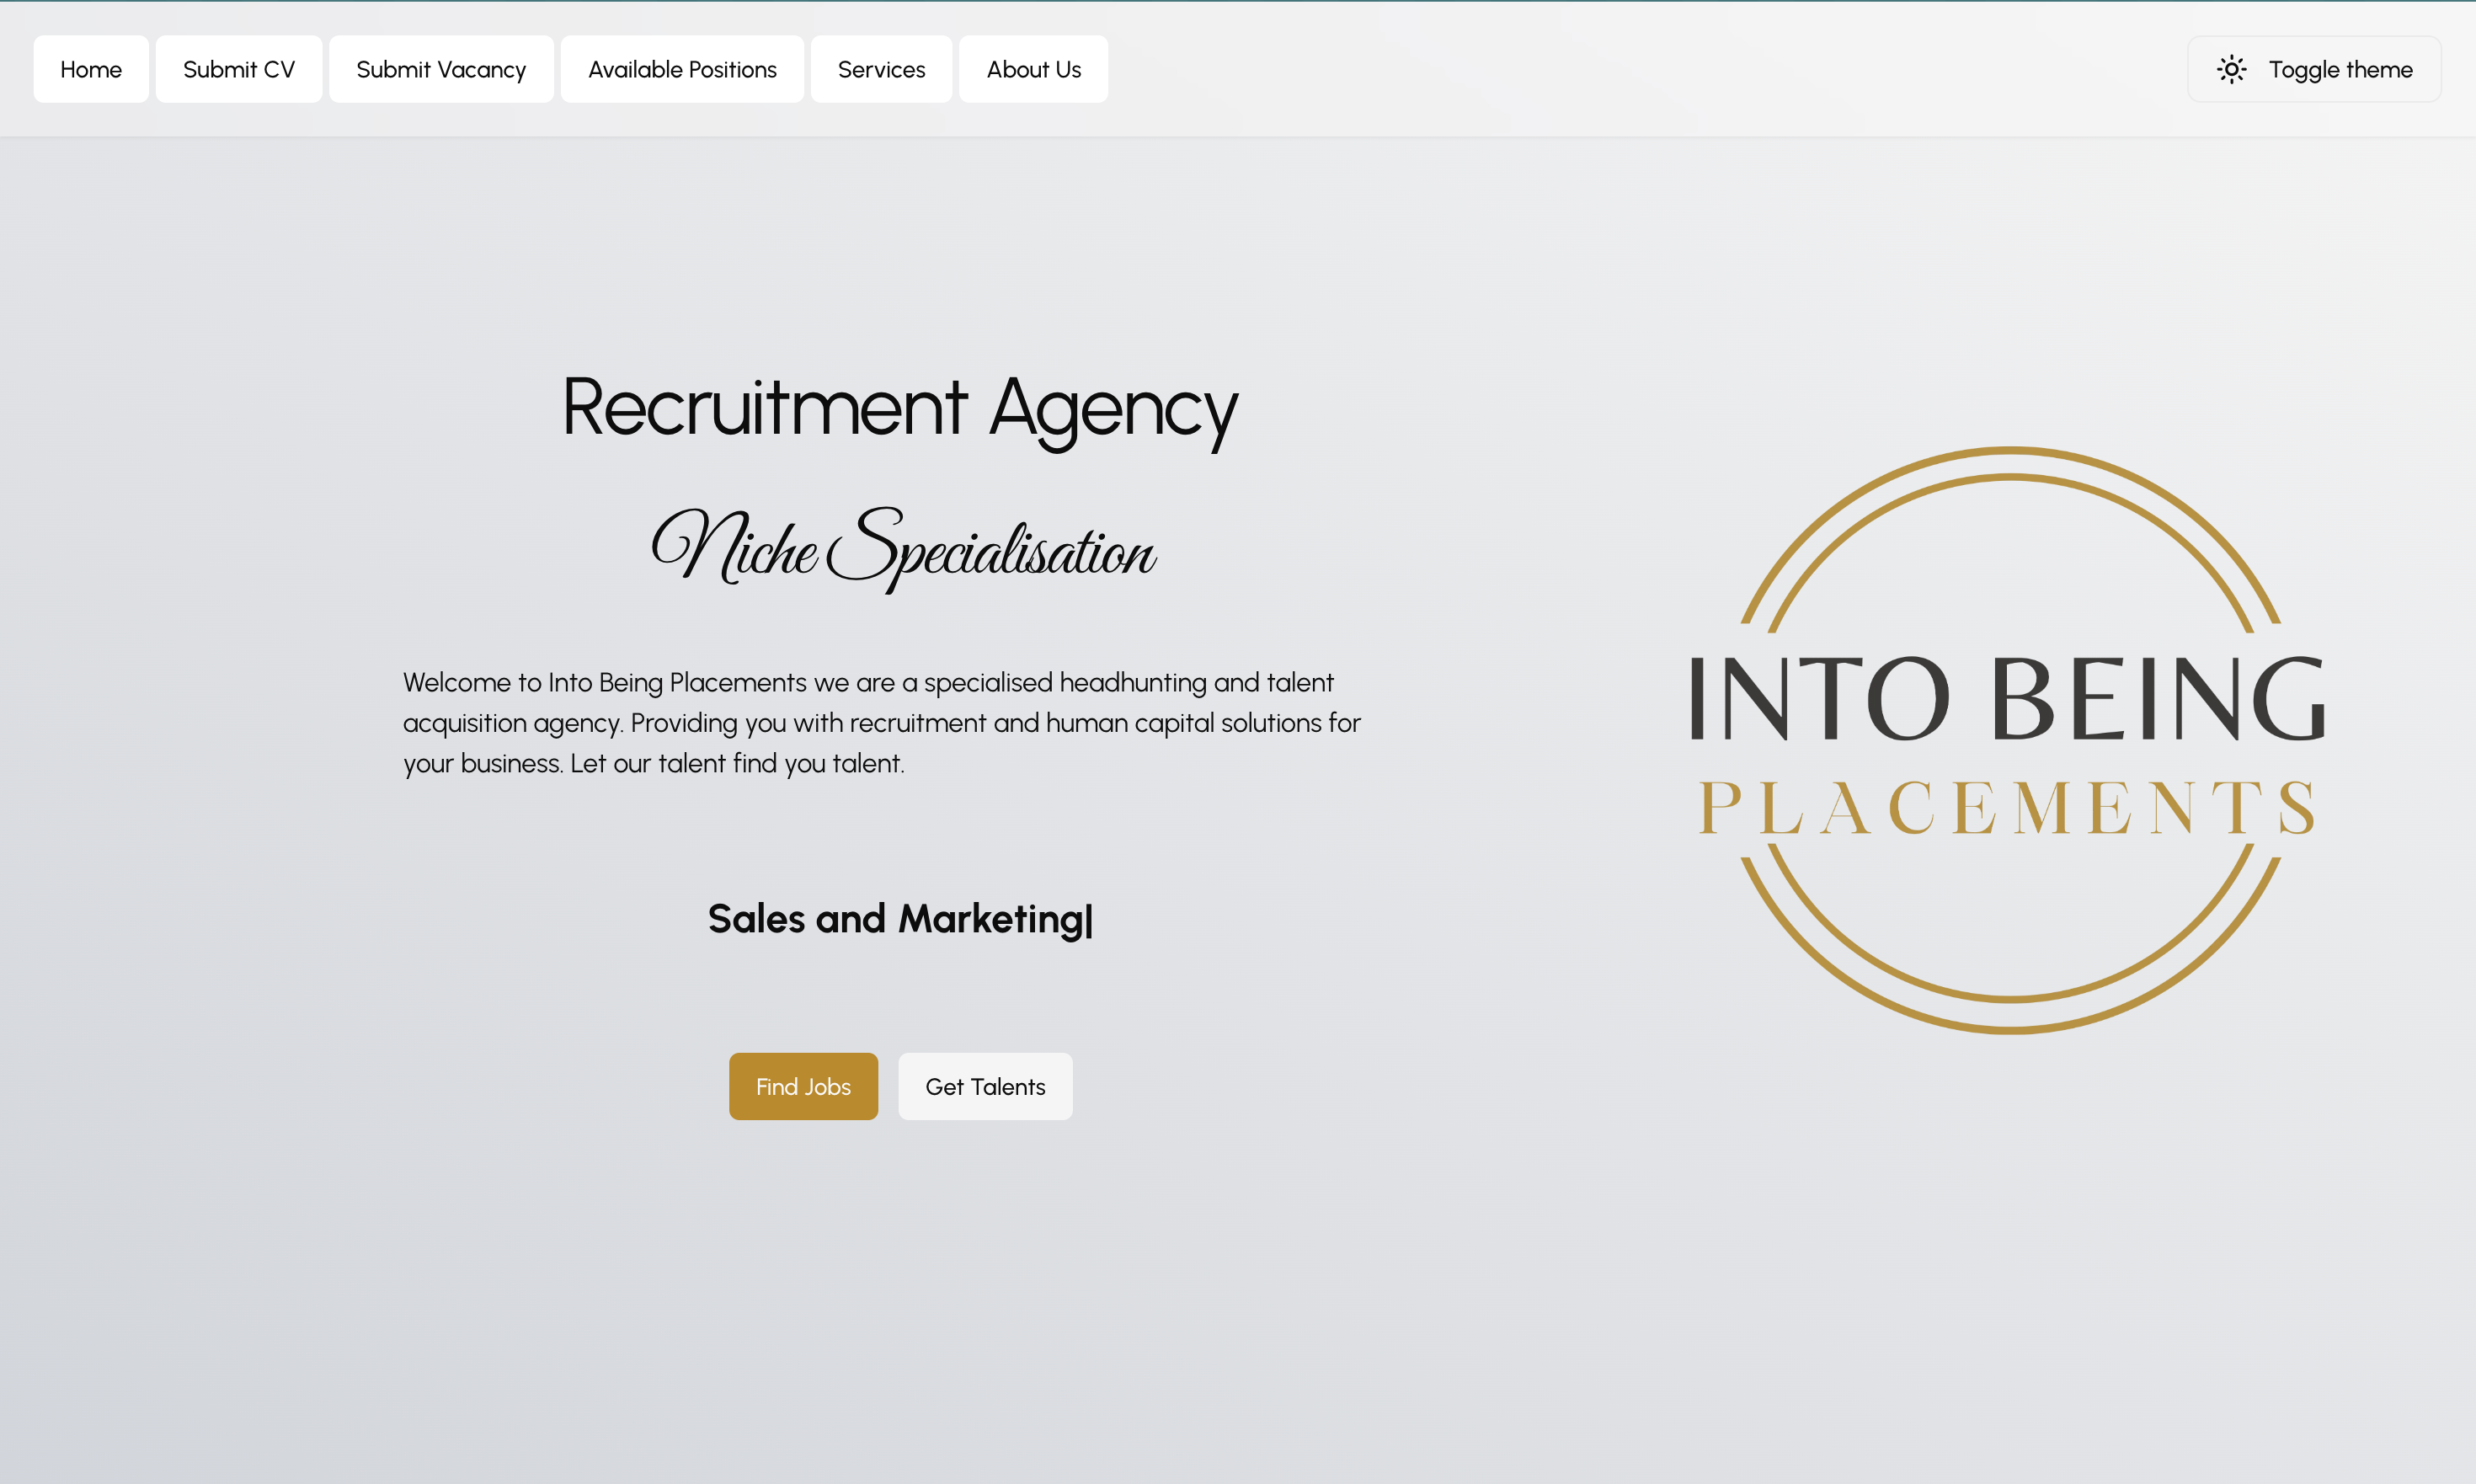 Home
Submit CV
Submit Vacancy
Available Positions
Services
About Us
Toggle theme
Recruitment Agency
Niche Specialisation
Welcome to Into Being Placements we are a specialised headhunting and talent
acquisition agency. Providing you with recruitment and human capital solutions for
your business. Let our talent find you talent.
Sales and Marketing|
Find Jobs
Get Talents
INTO BEING
PLACEMENTS